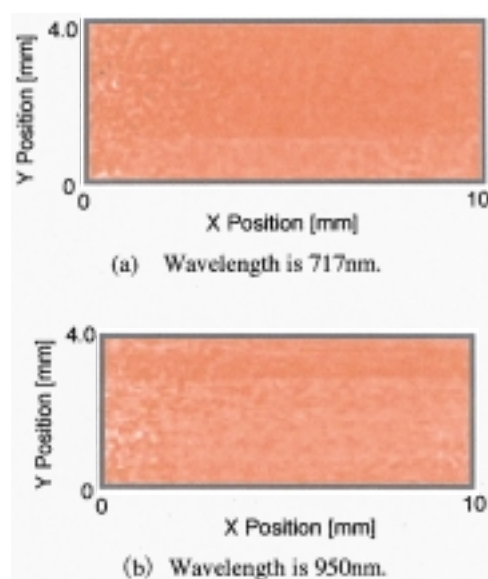 4.0
Y Position [mm]
0
0
10
X Position [mm]
(a) Wavelength is 717nm.
4.0
Y Position [mm]
0
0
10
X Position [mm]
(b) Wavelength is 950nm.